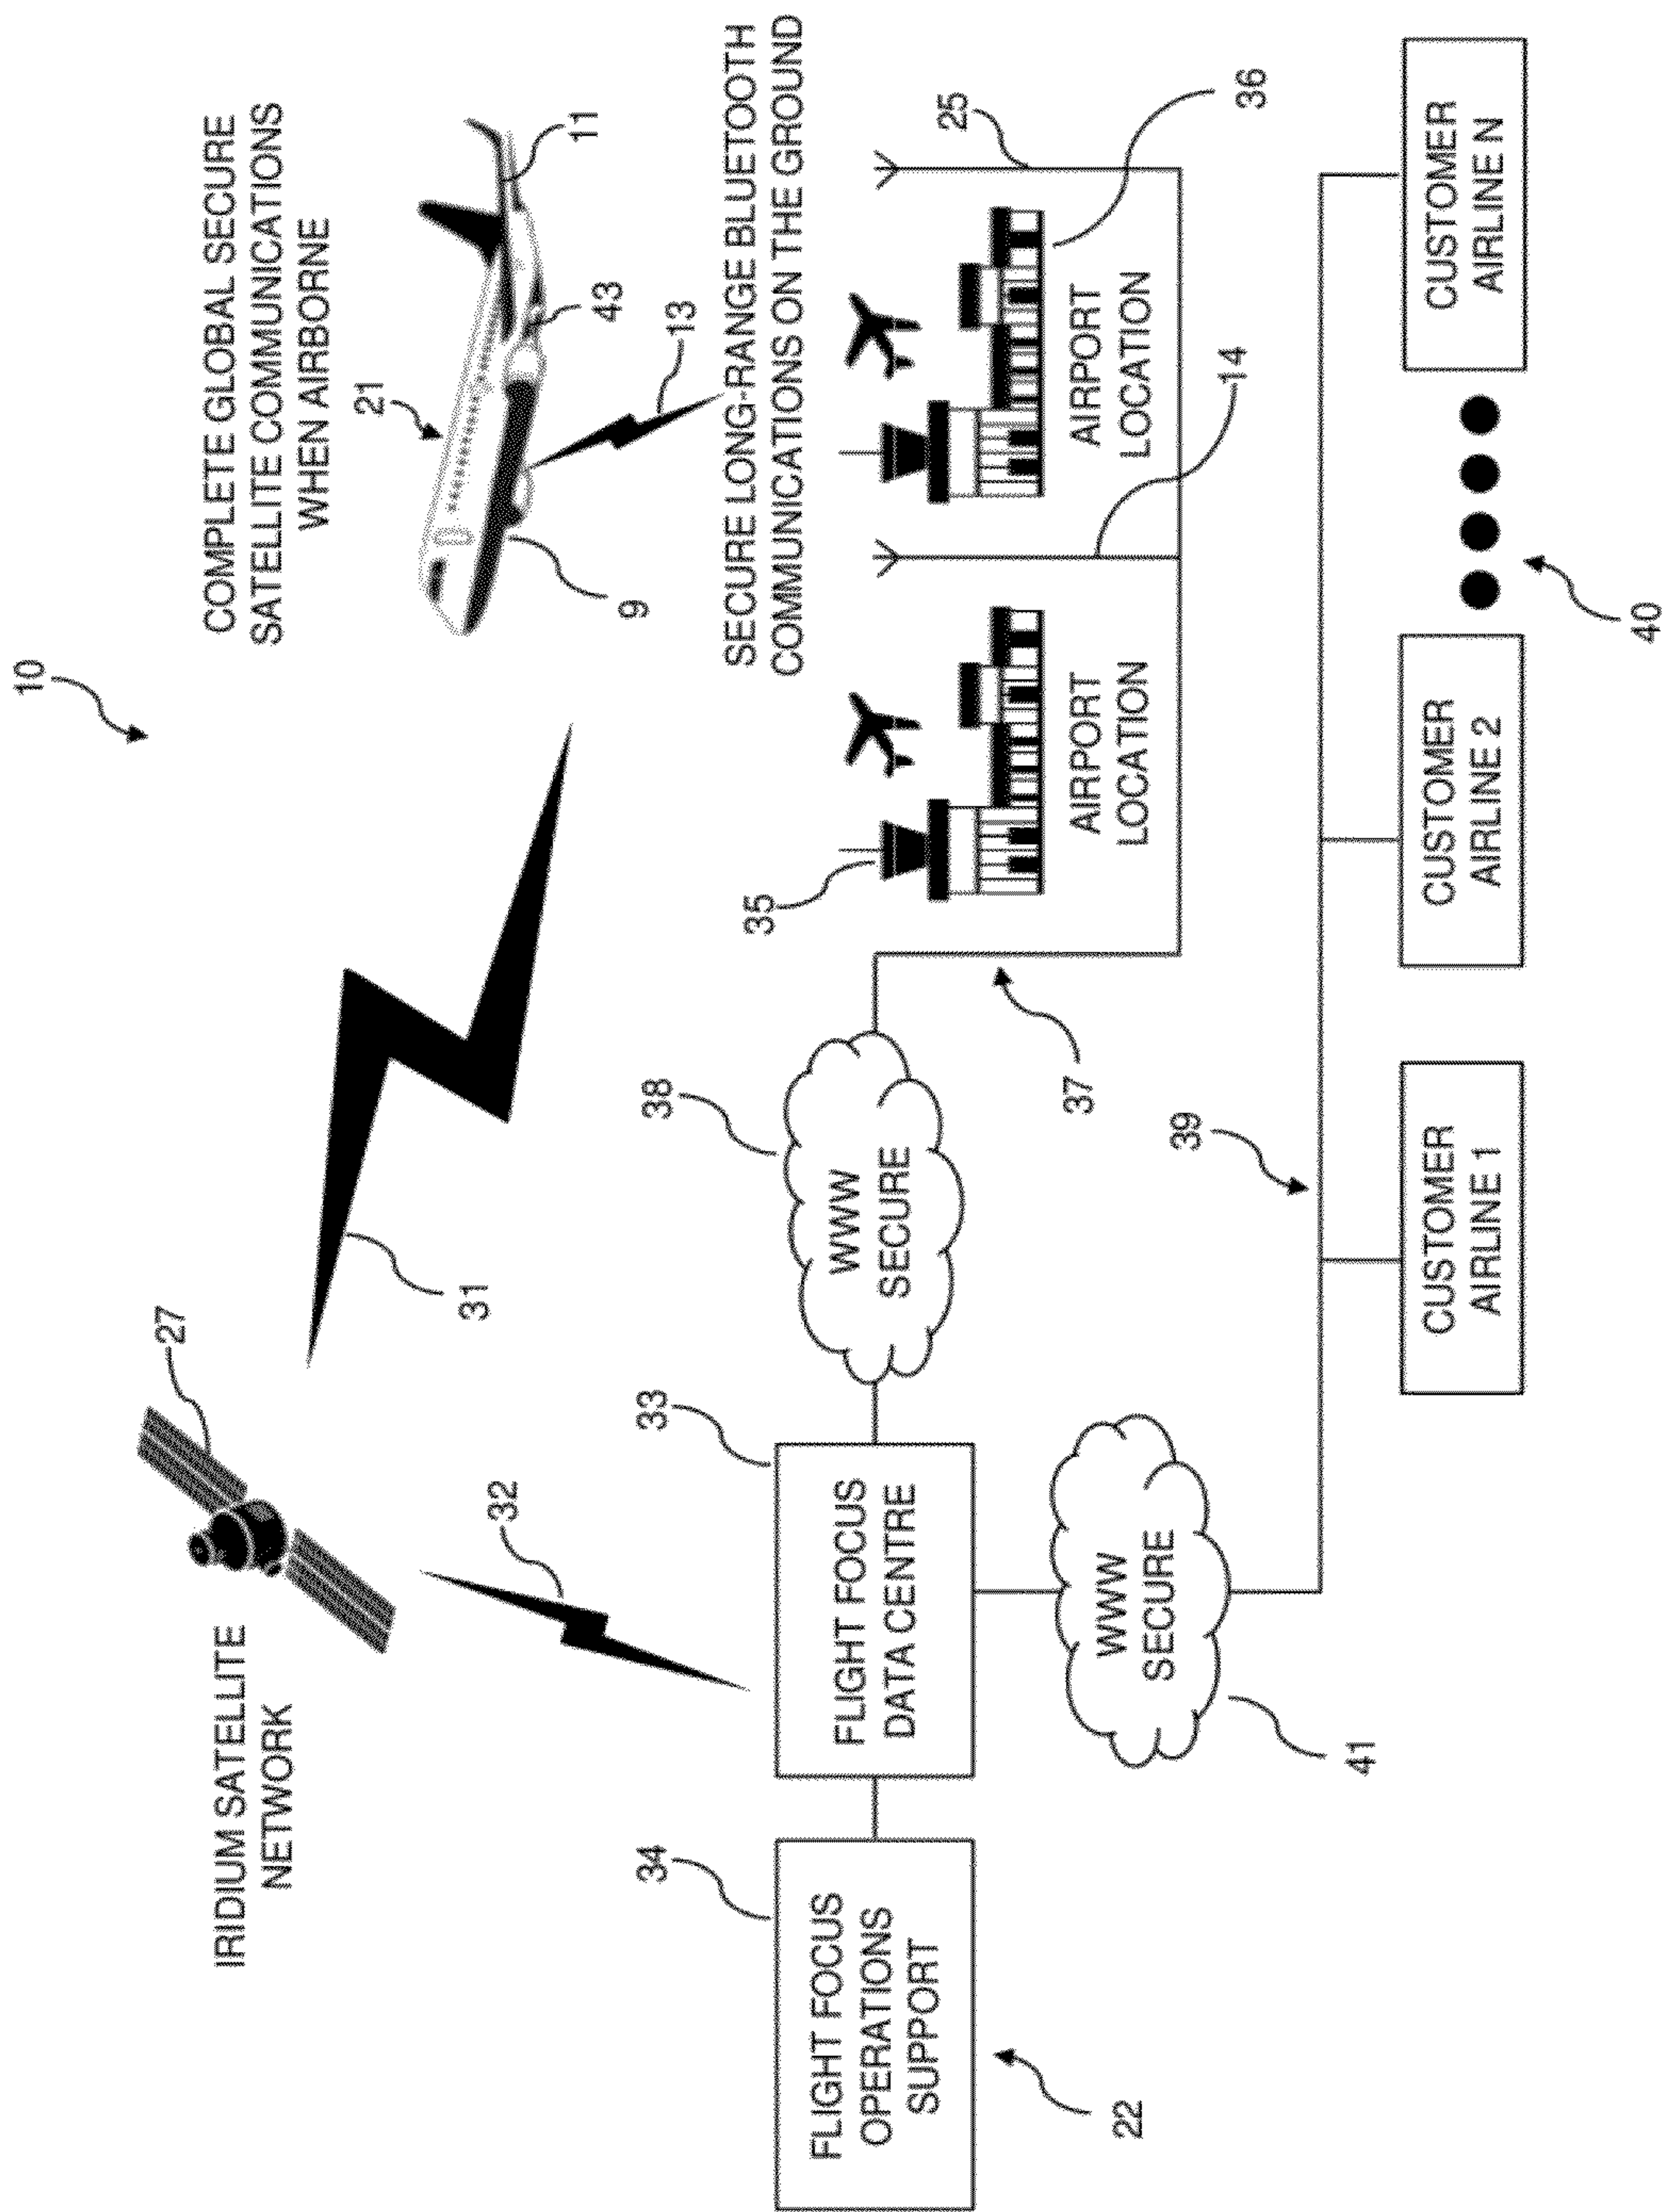 10
COMPLETE GLOBAL SECURE
SATELLITE COMMUNICATIONS
WHEN AIRBORNE
IRIDIUM SATELLITE
NETWORK
27
31
32
21
11
43
13
9
SECURE LONG-RANGE BLUETOOTH
COMMUNICATIONS ON THE GROUND
34
FLIGHT FOCUS
OPERATIONS
SUPPORT
22
33
FLIGHT FOCUS
DATA CENTRE
38
WWW
SECURE
37
35
AIRPORT
LOCATION
14
AIRPORT
LOCATION
25
36
WWW
SECURE
41
39
CUSTOMER
AIRLINE 1
CUSTOMER
AIRLINE 2
40
CUSTOMER
AIRLINE N